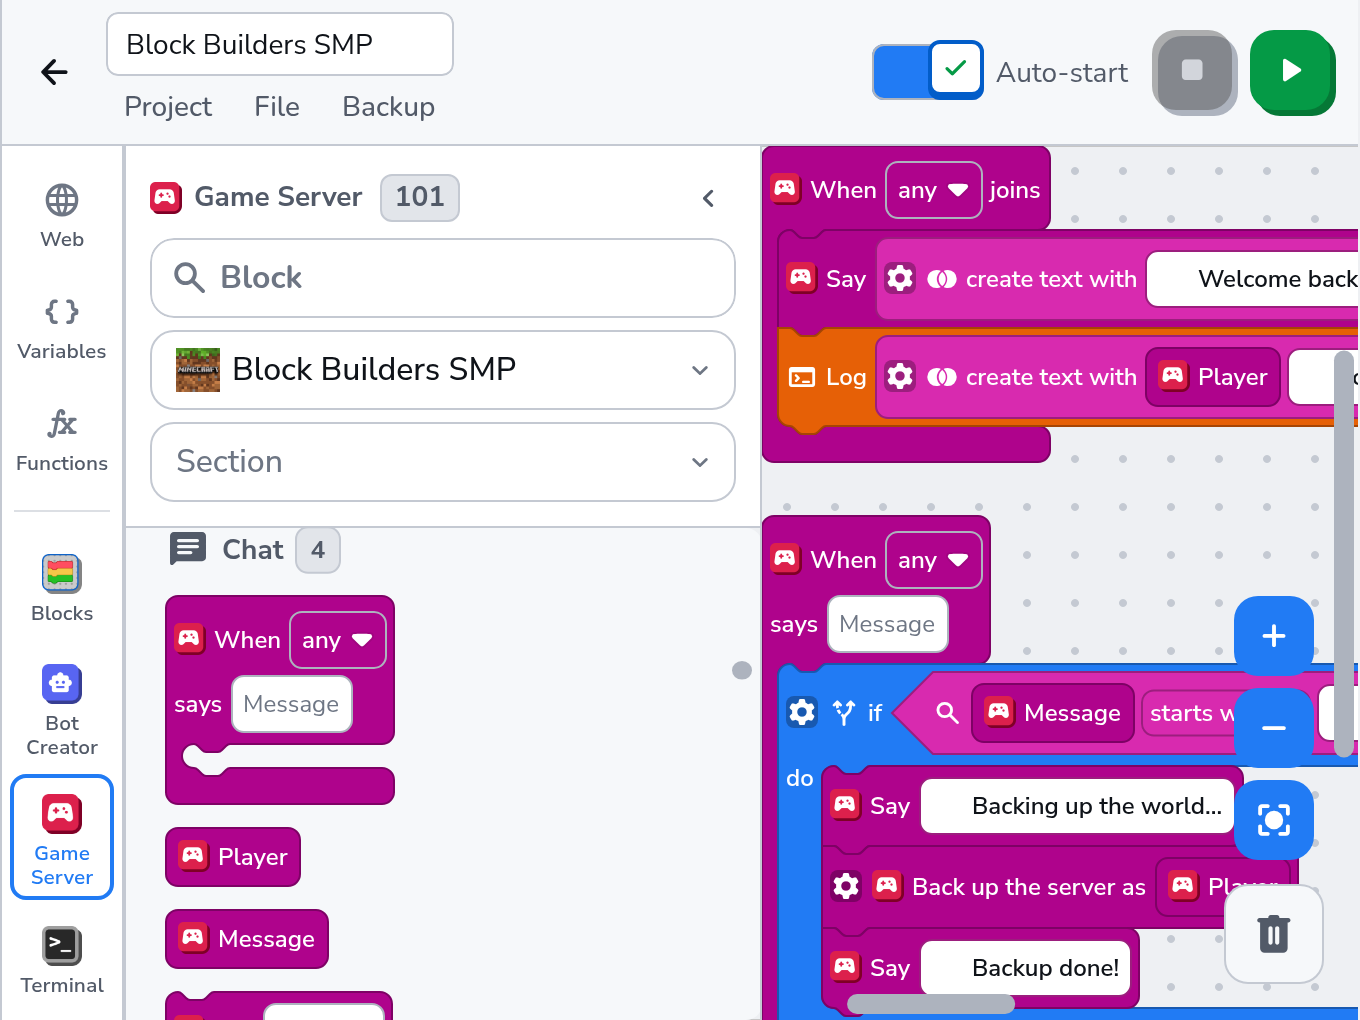 Block Builders SMP
Project File Backup
Auto-start
Web
Variables
Functions
Blocks
Bot Creator
Game Server
Terminal
Game Server 101
Block
MINECRAFT Block Builders SMP
Section
Chat 4
When any
says Message
Player
Message
When any joins
Say create text with Welcome back
Log create text with Player
When any
says Message
if Message starts w
do
Say Backing up the world...
Back up the server as Player
Say Backup done!